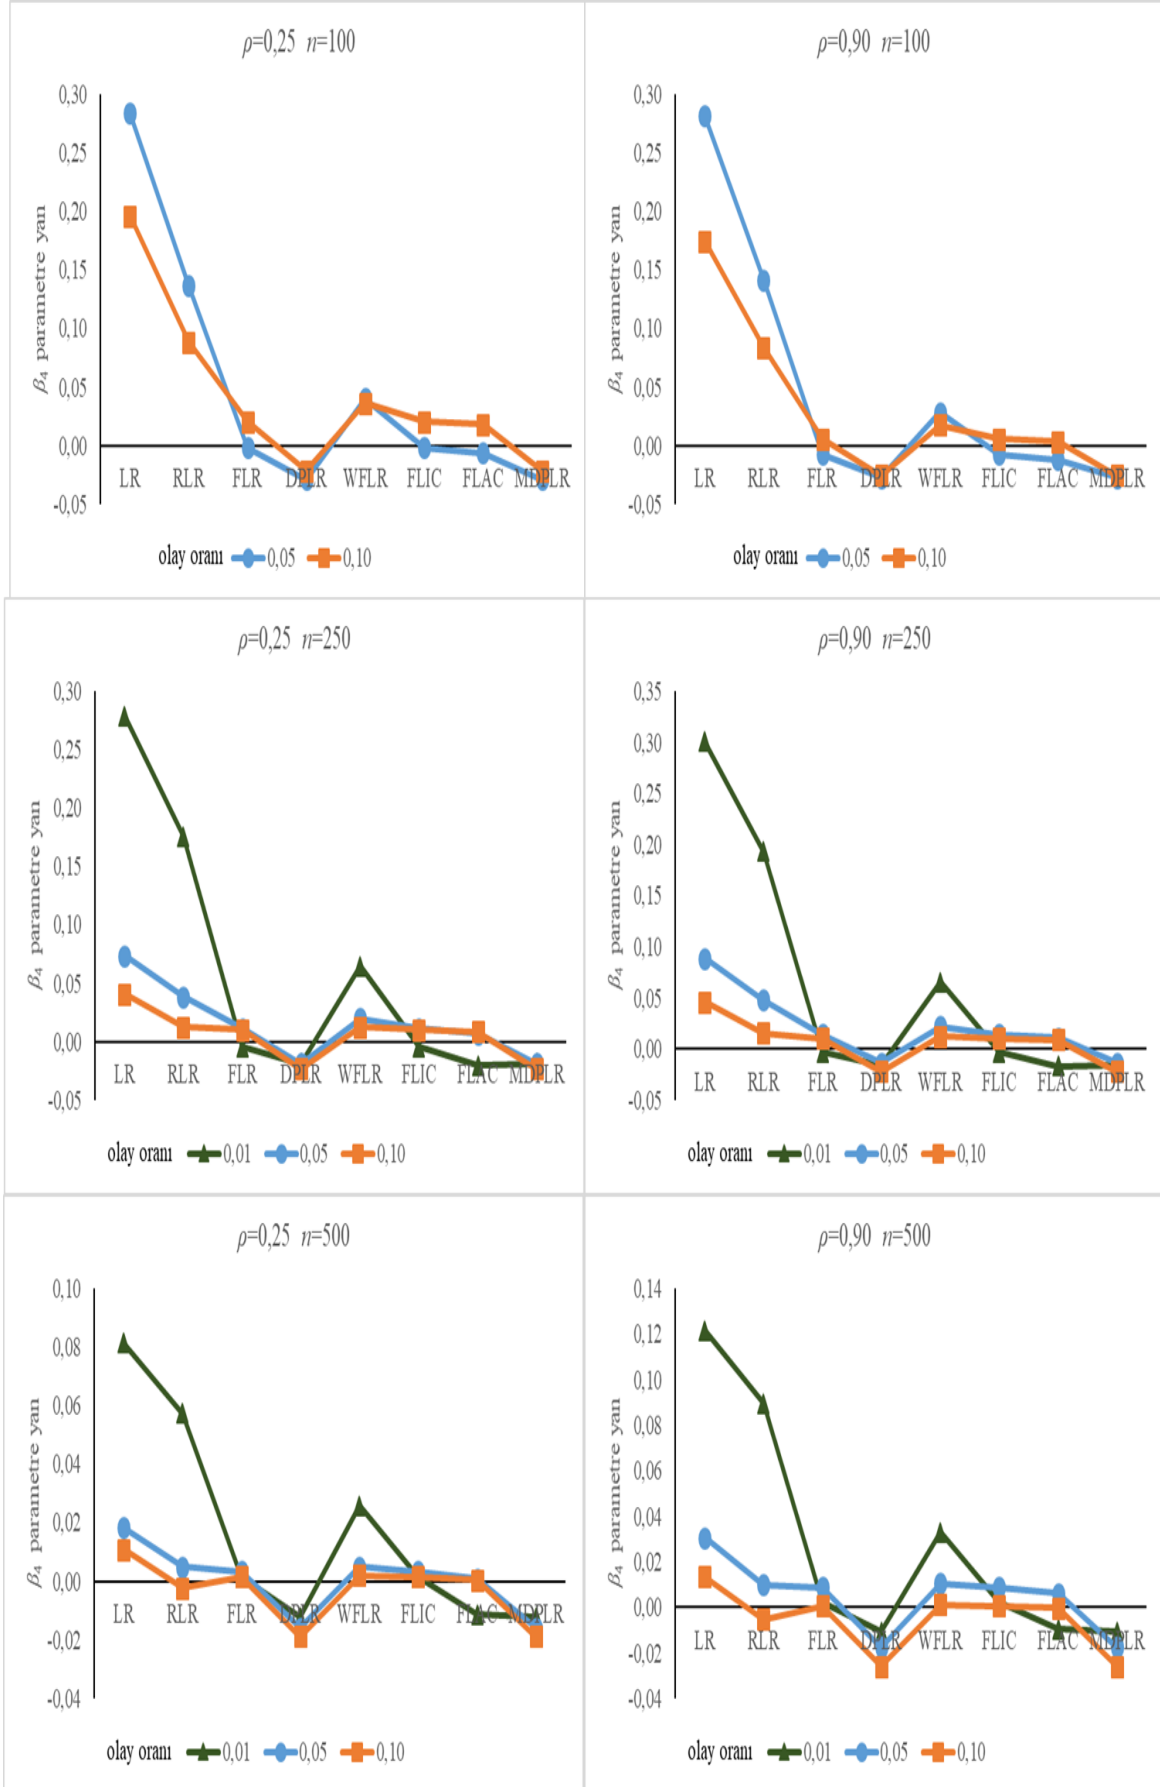 ρ=0,25 n=100
β₄ parametre yan
0,30
0,25
0,20
0,15
0,10
0,05
0,00
-0,05
LR RLR FLR DPLR WFLR FLIC FLAC MDPLR
olay oranı 0,05 0,10
ρ=0,90 n=100
β₄ parametre yan
0,30
0,25
0,20
0,15
0,10
0,05
0,00
-0,05
LR RLR FLR DPLR WFLR FLIC FLAC MDPLR
olay oranı 0,05 0,10
ρ=0,25 n=250
β₄ parametre yan
0,30
0,25
0,20
0,15
0,10
0,05
0,00
-0,05
LR RLR FLR DPLR WFLR FLIC FLAC MDPLR
olay oranı 0,01 0,05 0,10
ρ=0,90 n=250
β₄ parametre yan
0,35
0,30
0,25
0,20
0,15
0,10
0,05
0,00
-0,05
LR RLR FLR DPLR WFLR FLIC FLAC MDPLR
olay oranı 0,01 0,05 0,10
ρ=0,25 n=500
β₄ parametre yan
0,10
0,08
0,06
0,04
0,02
0,00
-0,02
-0,04
LR RLR FLR DPLR WFLR FLIC FLAC MDPLR
olay oranı 0,01 0,05 0,10
ρ=0,90 n=500
β₄ parametre yan
0,14
0,12
0,10
0,08
0,06
0,04
0,02
0,00
-0,02
-0,04
LR RLR FLR DPLR WFLR FLIC FLAC MDPLR
olay oranı 0,01 0,05 0,10